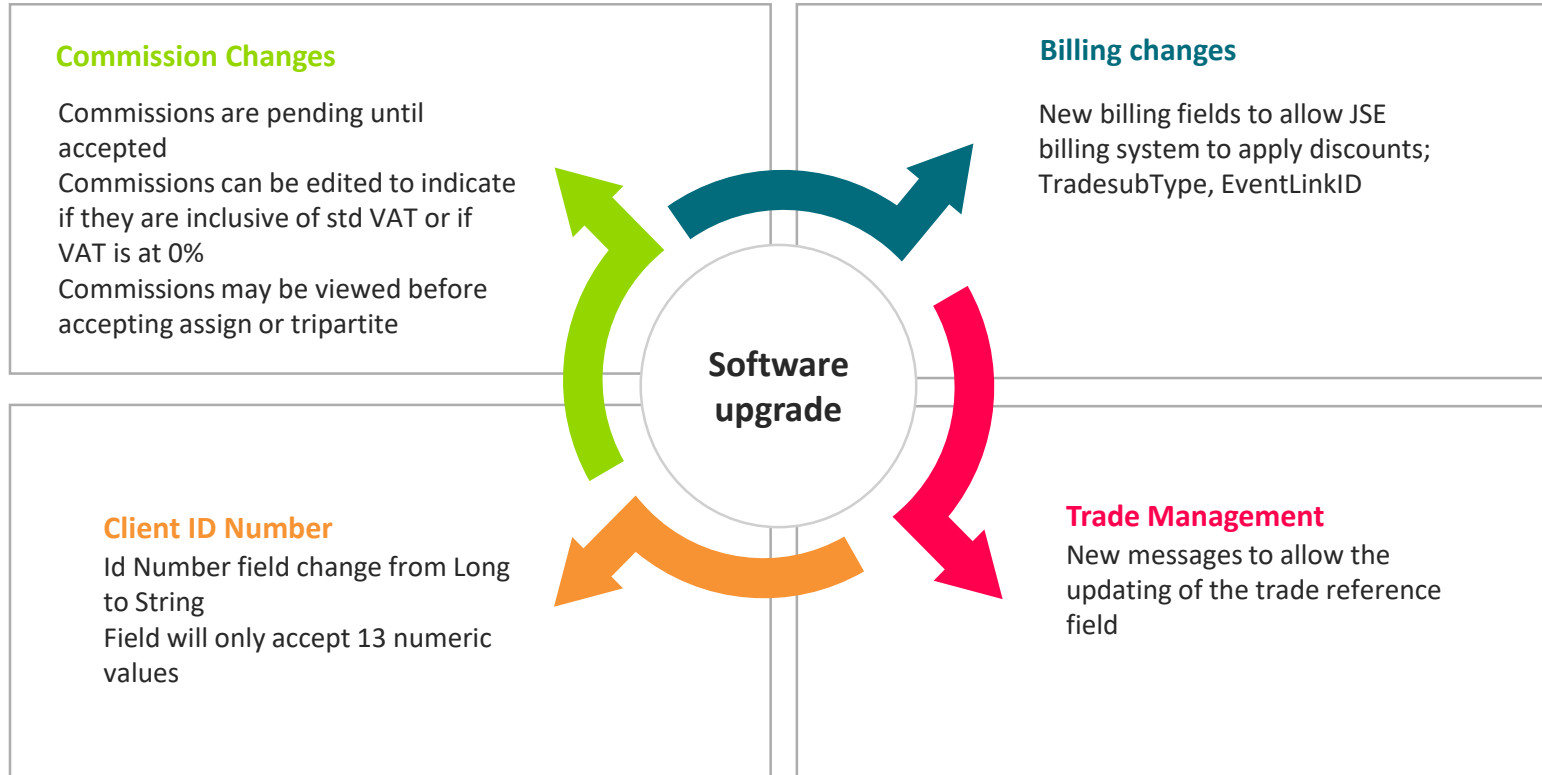 Commission Changes
Commissions are pending until
accepted
Commissions can be edited to indicate
if they are inclusive of std VAT or if
VAT is at 0%
Commissions may be viewed before
accepting assign or tripartite
Billing changes
New billing fields to allow JSE
billing system to apply discounts;
TradesubType, EventLinkID
Software
upgrade
Client ID Number
Id Number field change from Long
to String
Field will only accept 13 numeric
values
Trade Management
New messages to allow the
updating of the trade reference
field